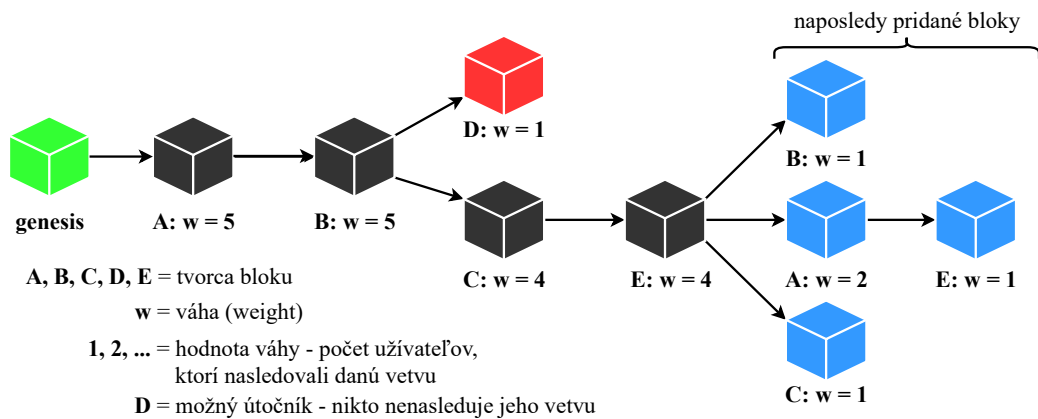 naposledy pridané bloky
D: w = 1
B: w = 1
genesis
A: w = 5
B: w = 5
C: w = 4
E: w = 4
A: w = 2
E: w = 1
C: w = 1
A, B, C, D, E = tvorca bloku
w = váha (weight)
1, 2, ... = hodnota váhy - počet užívateľov,
ktorí nasledovali danú vetvu
D = možný útočník - nikto nenasleduje jeho vetvu